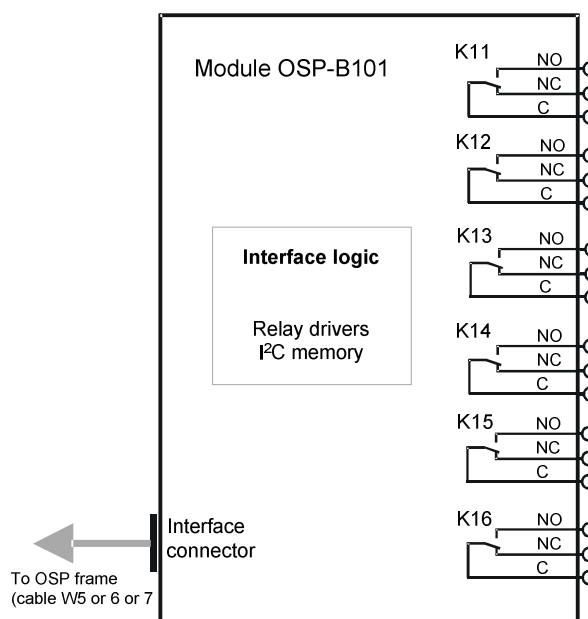 Module OSP-B101
K11
NO
NC
C
K12
NO
NC
C
Interface logic
Relay drivers
I²C memory
K13
NO
NC
C
K14
NO
NC
C
K15
NO
NC
C
K16
NO
NC
C
Interface
connector
To OSP frame
(cable W5 or 6 or 7